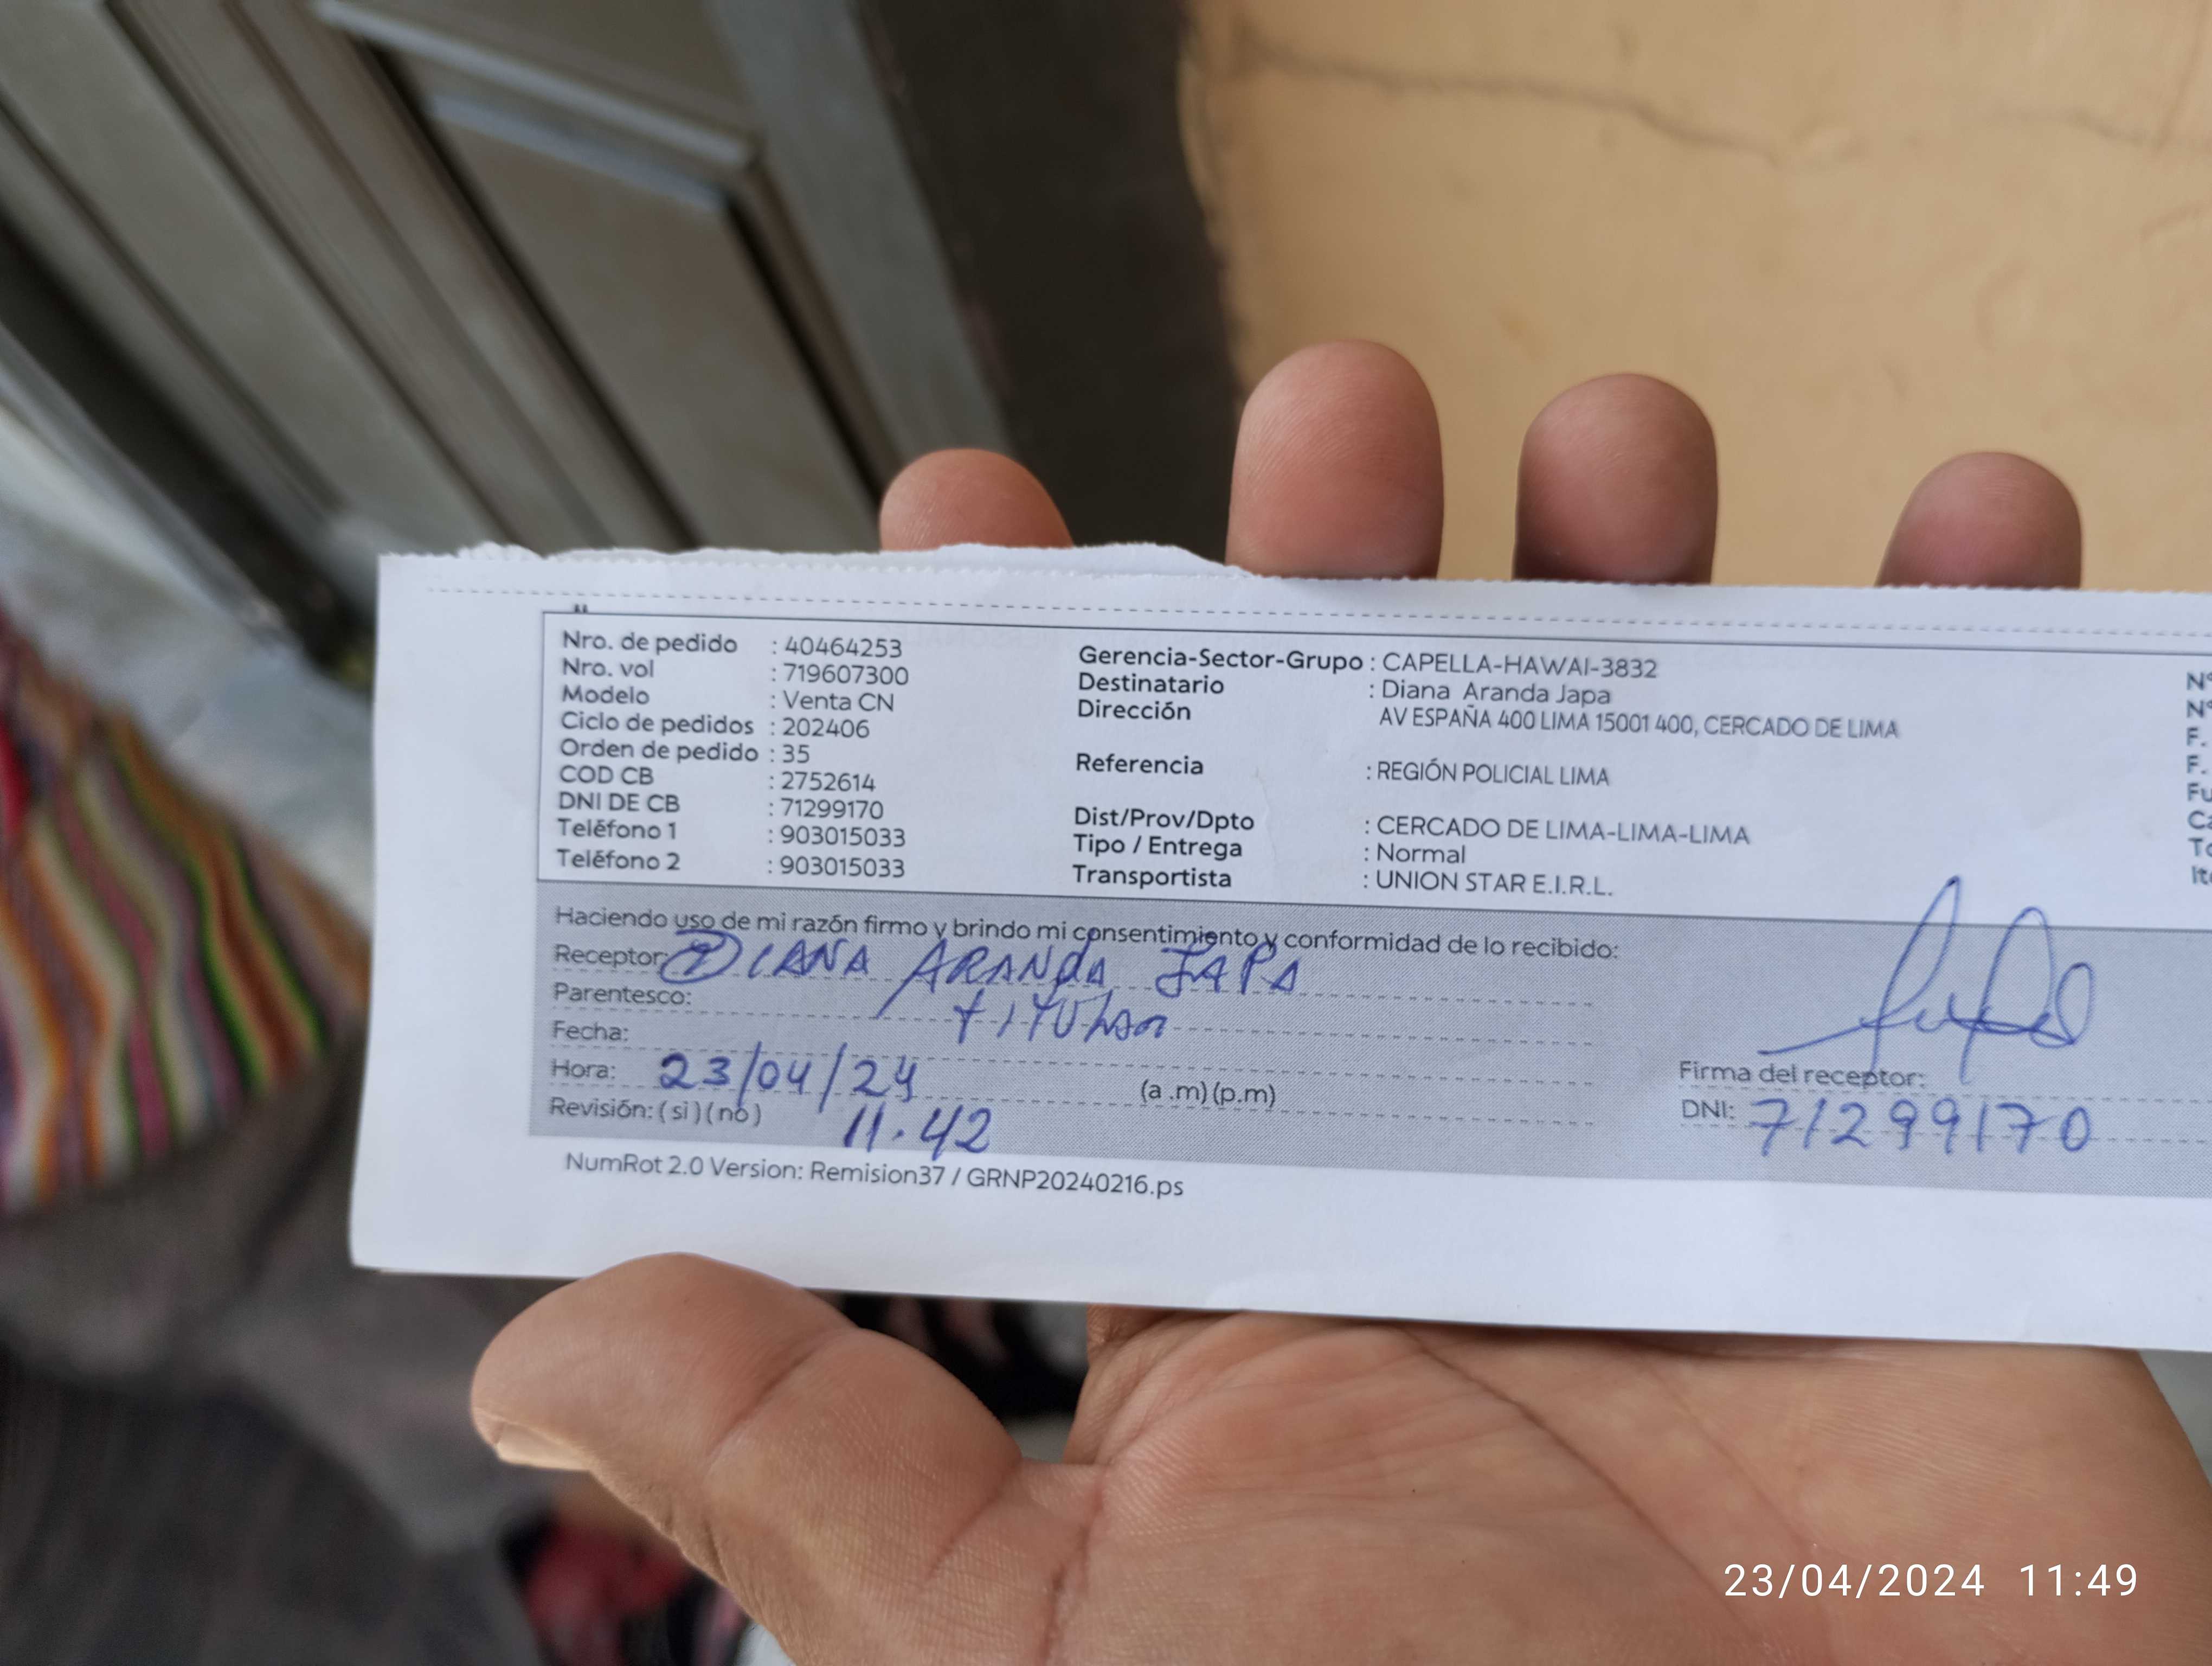 Nro. de pedido : 40464253
Nro. vol : 719607300
Modelo : Venta CN
Ciclo de pedidos : 202406
Orden de pedido : 35
COD CB : 2752614
DNI DE CB : 71299170
Teléfono 1 : 903015033
Teléfono 2 : 903015033
Gerencia-Sector-Grupo : CAPELLA-HAWAI-3832
Destinatario : Diana Aranda Japa
Dirección AV ESPAÑA 400 LIMA 15001 400, CERCADO DE LIMA
Referencia : REGIÓN POLICIAL LIMA
Dist/Prov/Dpto : CERCADO DE LIMA-LIMA-LIMA
Tipo / Entrega : Normal
Transportista : UNION STAR E.I.R.L.
N°
N°
F.
F.
Fu
Ca
To
Ite
Haciendo uso de mi razón firmo y brindo mi consentimiento y conformidad de lo recibido:
Receptor: DIANA ARANDA JAPA
Parentesco: TITULAR
Fecha:
Hora: 23/04/24 (a .m) (p.m)
Revisión: ( si ) ( no ) 11.42
Firma del receptor:
DNI: 71299170
NumRot 2.0 Version: Remision37 / GRNP20240216.ps
23/04/2024 11:49